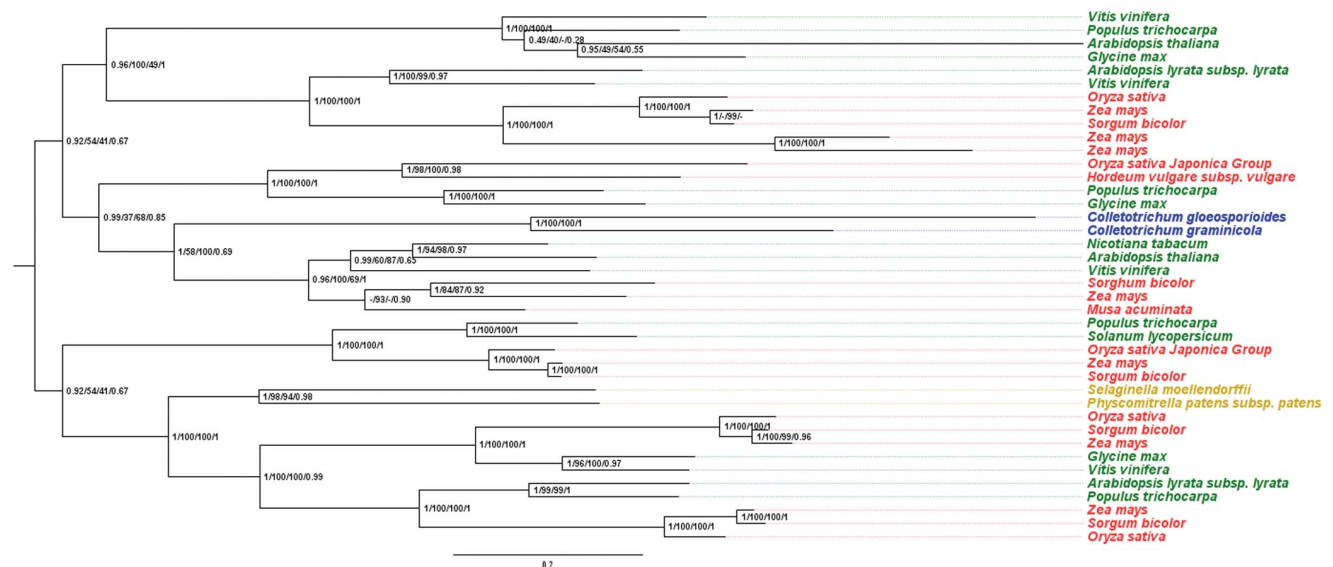 Vitis vinifera
1/100/100/1
Populus trichocarpa
0.49/40/-/0.28
Arabidopsis thaliana
0.95/49/54/0.55
Glycine max
0.96/100/49/1
Arabidopsis lyrata subsp. lyrata
1/100/99/0.97
Vitis vinifera
Oryza sativa
1/100/100/1
1/100/100/1
Zea mays
1/-/99/-
Sorgum bicolor
1/100/100/1
Zea mays
1/100/100/1
0.92/54/41/0.67
Zea mays
Oryza sativa Japonica Group
1/98/100/0.98
Hordeum vulgare subsp. vulgare
1/100/100/1
Populus trichocarpa
1/100/100/1
Glycine max
0.99/37/68/0.85
Colletotrichum gloeosporioides
1/100/100/1
Colletotrichum graminicola
1/58/100/0.69
Nicotiana tabacum
1/94/98/0.97
Arabidopsis thaliana
0.99/60/87/0.65
Vitis vinifera
0.96/100/69/1
Sorghum bicolor
1/84/87/0.92
Zea mays
-/93/-/0.90
Musa acuminata
Populus trichocarpa
1/100/100/1
Solanum lycopersicum
1/100/100/1
Oryza sativa Japonica Group
1/100/100/1
Zea mays
1/100/100/1
Sorgum bicolor
0.92/54/41/0.67
Selaginella moellendorffii
1/98/94/0.98
Physcomitrella patens subsp. patens
Oryza sativa
1/100/100/1
Sorgum bicolor
1/100/100/1
1/100/99/0.96
1/100/100/1
Zea mays
Glycine max
1/96/100/0.97
Vitis vinifera
1/100/100/0.99
Arabidopsis lyrata subsp. lyrata
1/99/99/1
Populus trichocarpa
1/100/100/1
Zea mays
1/100/100/1
Sorgum bicolor
1/100/100/1
Oryza sativa
0.2